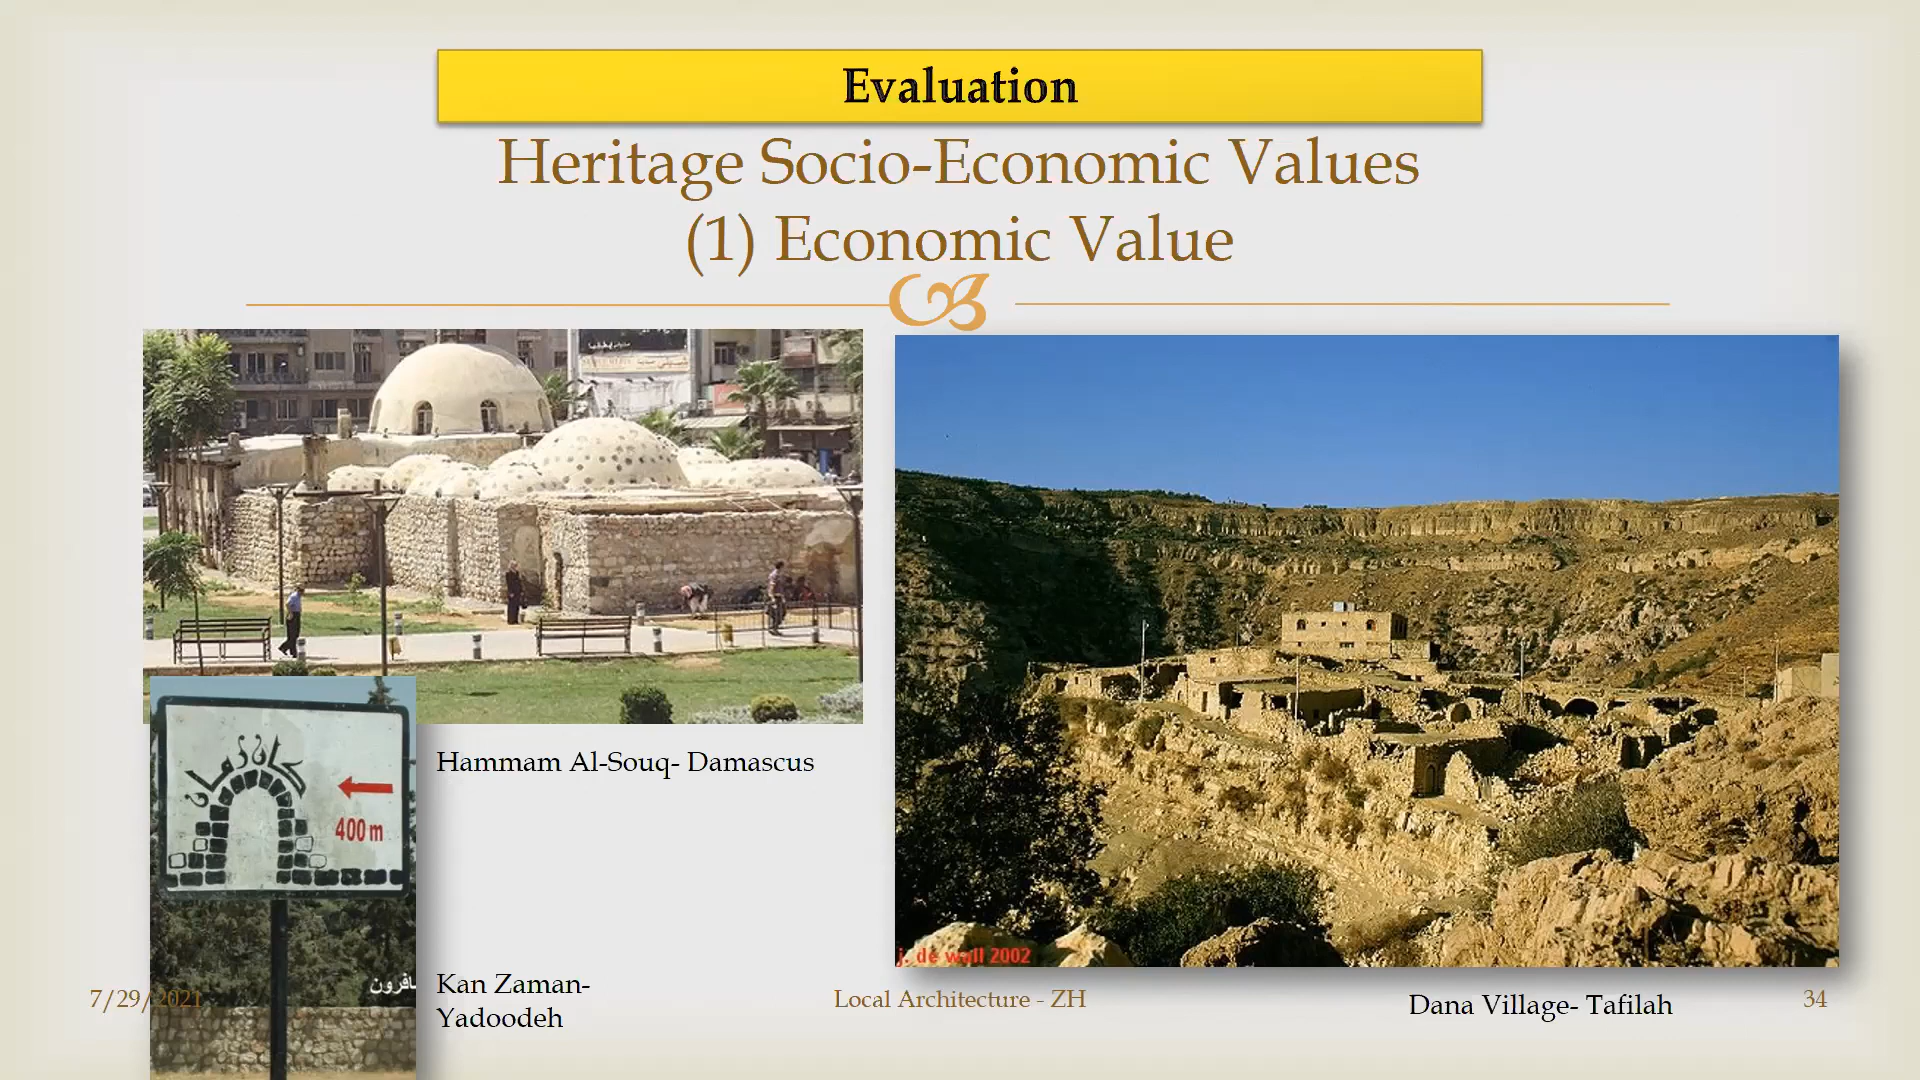 Evaluation
Heritage Socio-Economic Values
(1) Economic Value
Hammam Al-Souq- Damascus
كان زمان
400 m
j. de wall 2002
Kan Zaman-
Yadoodeh
7/29/2021
Local Architecture - ZH
Dana Village- Tafilah
34